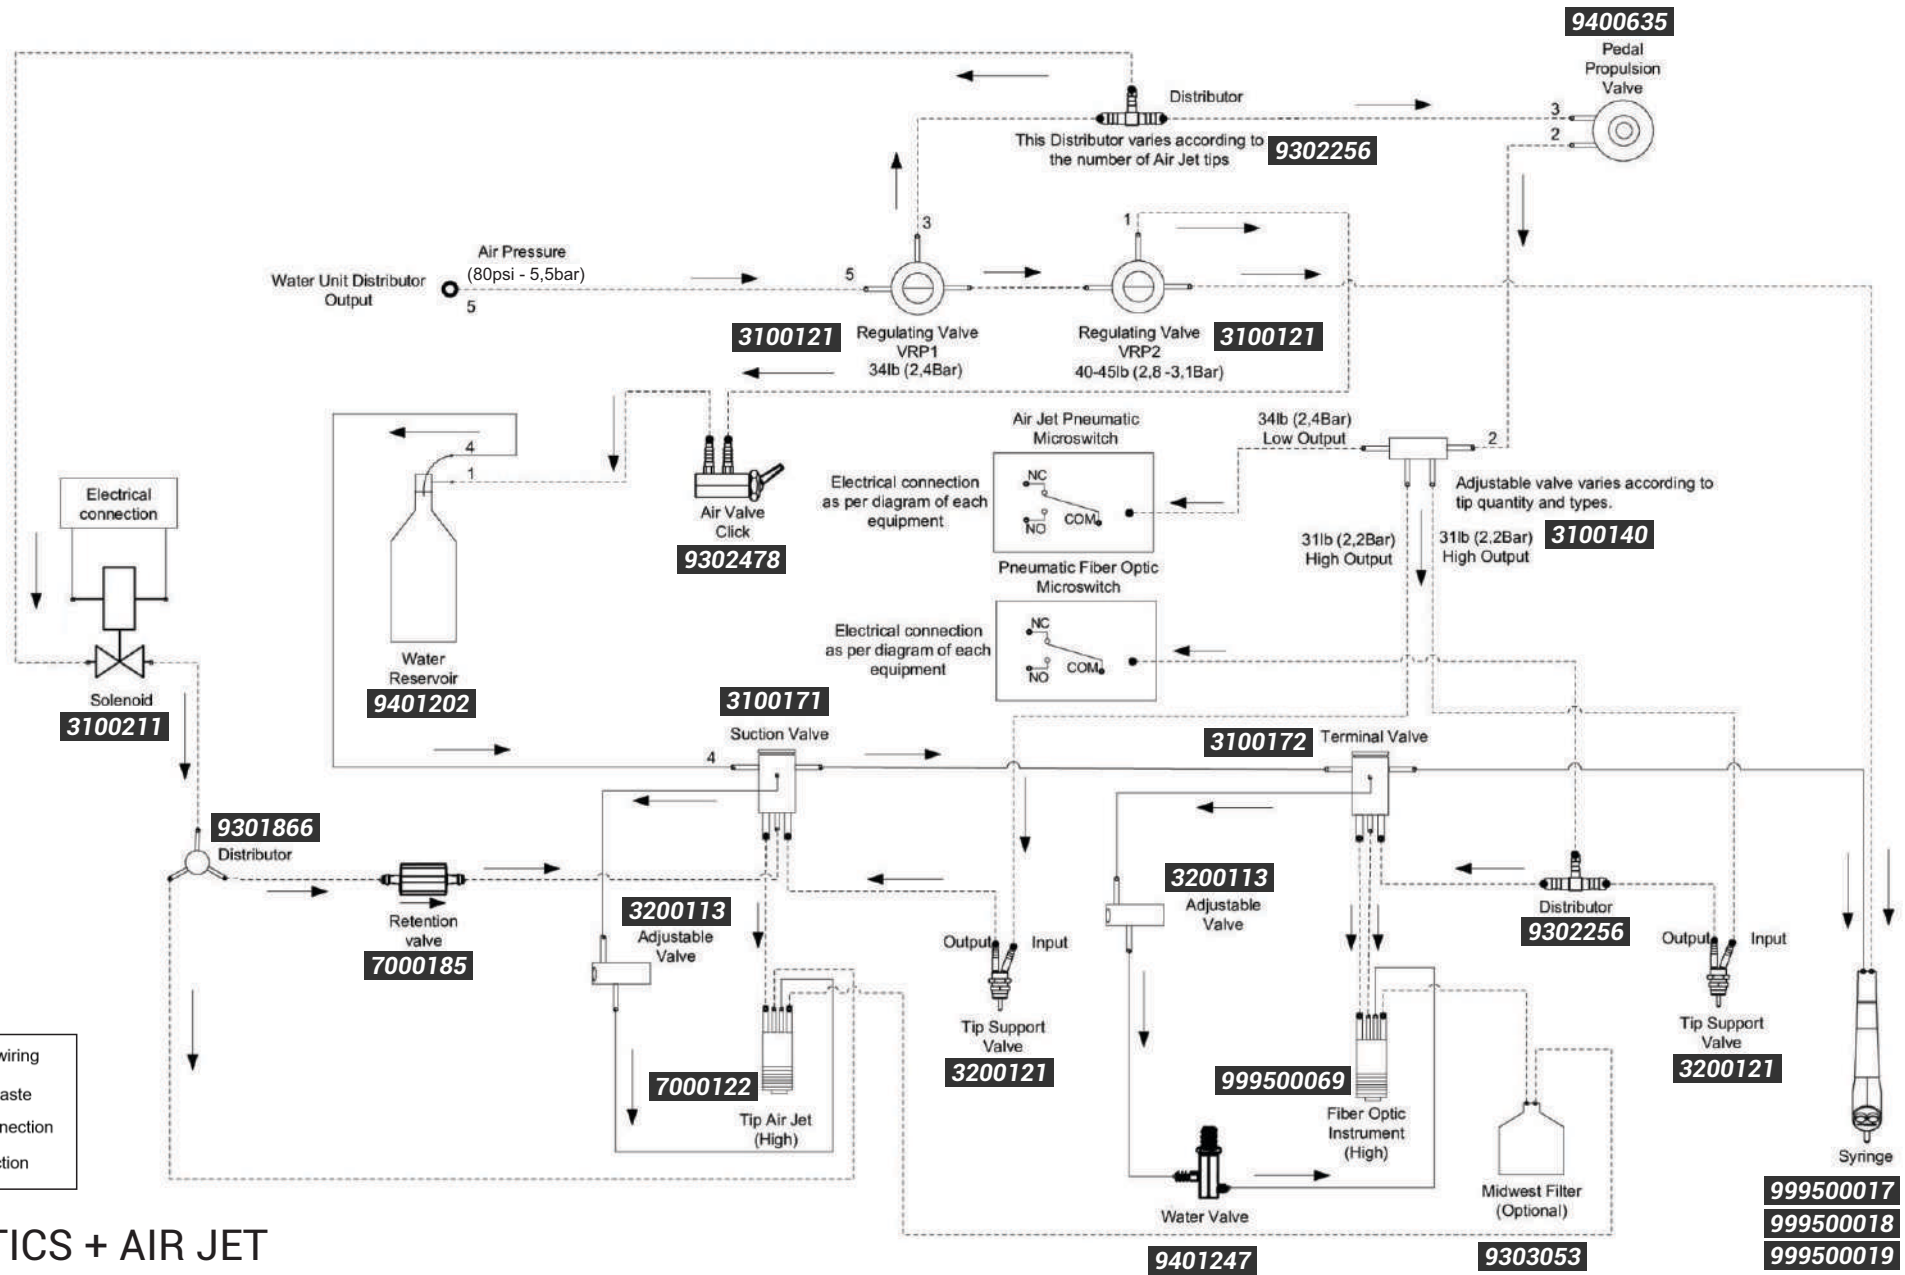 9400635
Pedal
Propulsion
Valve
3
2
Distributor
This Distributor varies according to
the number of Air Jet tips
9302256
3
1
Air Pressure
(80psi - 5,5bar)
Water Unit Distributor
Output
5
5
3100121
Regulating Valve
VRP1
34lb (2,4Bar)
Regulating Valve
VRP2
40-45lb (2,8 -3,1Bar)
3100121
Air Jet Pneumatic
Microswitch
34lb (2,4Bar)
Low Output
2
4
1
Electrical
connection
Electrical connection
as per diagram of each
equipment
NC
NO
COM
Adjustable valve varies according to
tip quantity and types.
3100140
Air Valve
Click
9302478
31lb (2,2Bar)
High Output
31lb (2,2Bar)
High Output
Pneumatic Fiber Optic
Microswitch
Electrical connection
as per diagram of each
equipment
NC
NO
COM
Water
Reservoir
9401202
Solenoid
3100211
3100171
Suction Valve
4
3100172
Terminal Valve
9301866
Distributor
Retention
valve
7000185
3200113
Adjustable
Valve
3200113
Adjustable
Valve
Distributor
9302256
Output
Input
Output
Input
Tip Support
Valve
3200121
Tip Support
Valve
3200121
7000122
Tip Air Jet
(High)
999500069
Fiber Optic
Instrument
(High)
Water Valve
9401247
Midwest Filter
(Optional)
9303053
Syringe
999500017
999500018
999500019
wiring
aste
nection
tion
TICS + AIR JET